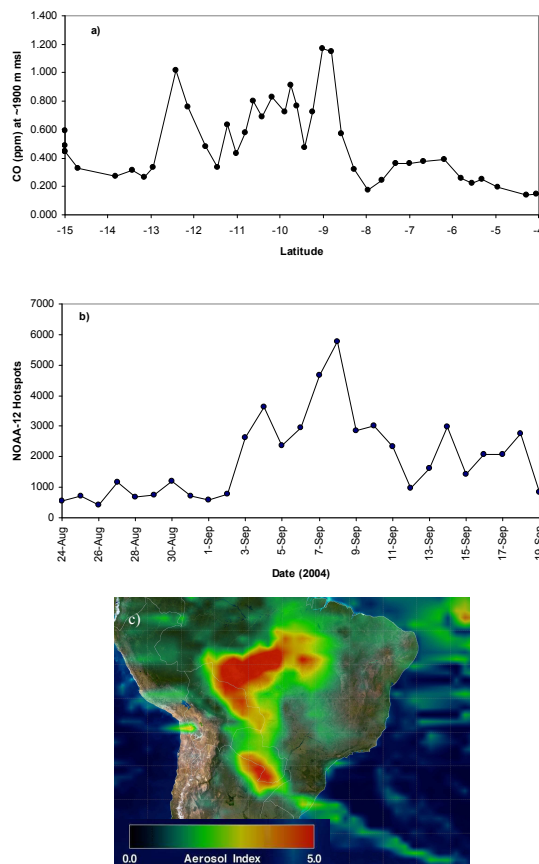 a)
CO (ppm) at ~1900 m msl
1.400
1.200
1.000
0.800
0.600
0.400
0.200
0.000
-15 -14 -13 -12 -11 -10 -9 -8 -7 -6 -5 -4
Latitude
b)
NOAA-12 Hotspots
7000
6000
5000
4000
3000
2000
1000
0
24-Aug 26-Aug 28-Aug 30-Aug 1-Sep 3-Sep 5-Sep 7-Sep 9-Sep 11-Sep 13-Sep 15-Sep 17-Sep 19-Sep
Date (2004)
c)
0.0 Aerosol Index 5.0